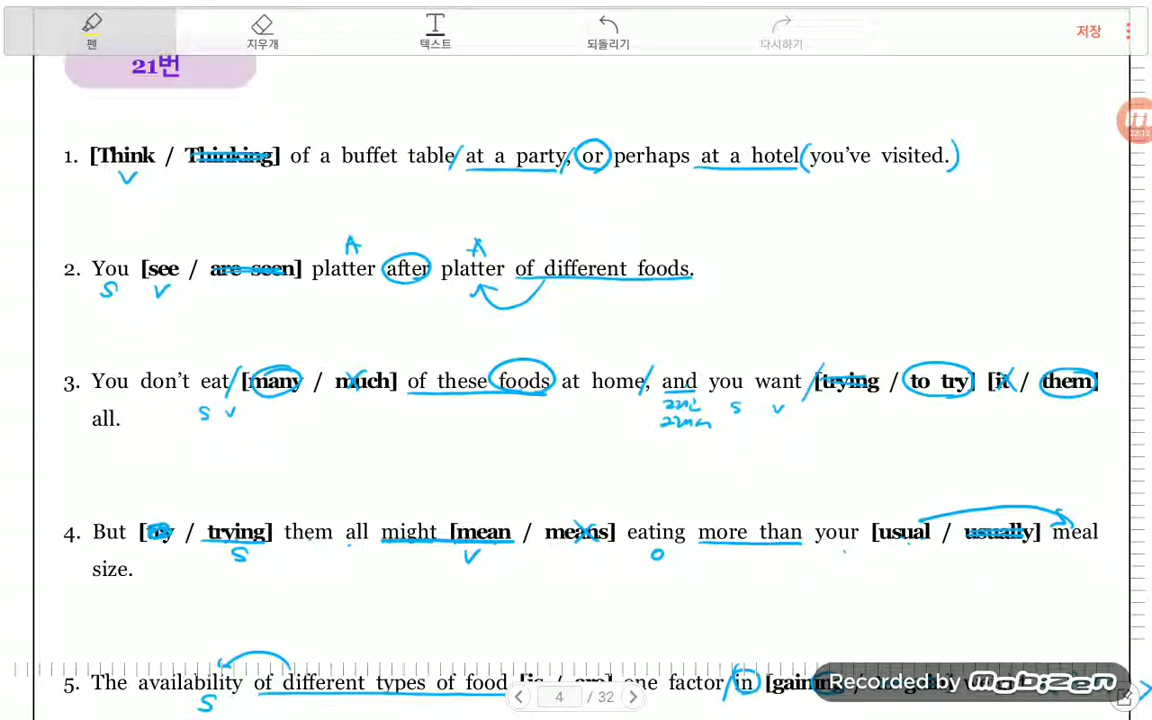 펜 지우개 텍스트 되돌리기 다시하기 저장
21번
1. [Think / Thinking] of a buffet table at a party, or perhaps at a hotel you've visited.
V
A A
2. You [see / are seen] platter after platter of different foods.
S V
3. You don't eat [many / much] of these foods at home, and you want [trying / to try] [it / them]
S V S V
all.
4. But [try / trying] them all might [mean / means] eating more than your [usual / usually] meal
S V O
size.
5. The availability of different types of food [is / are] one factor in
S
4 / 32
Recorded by mobizen